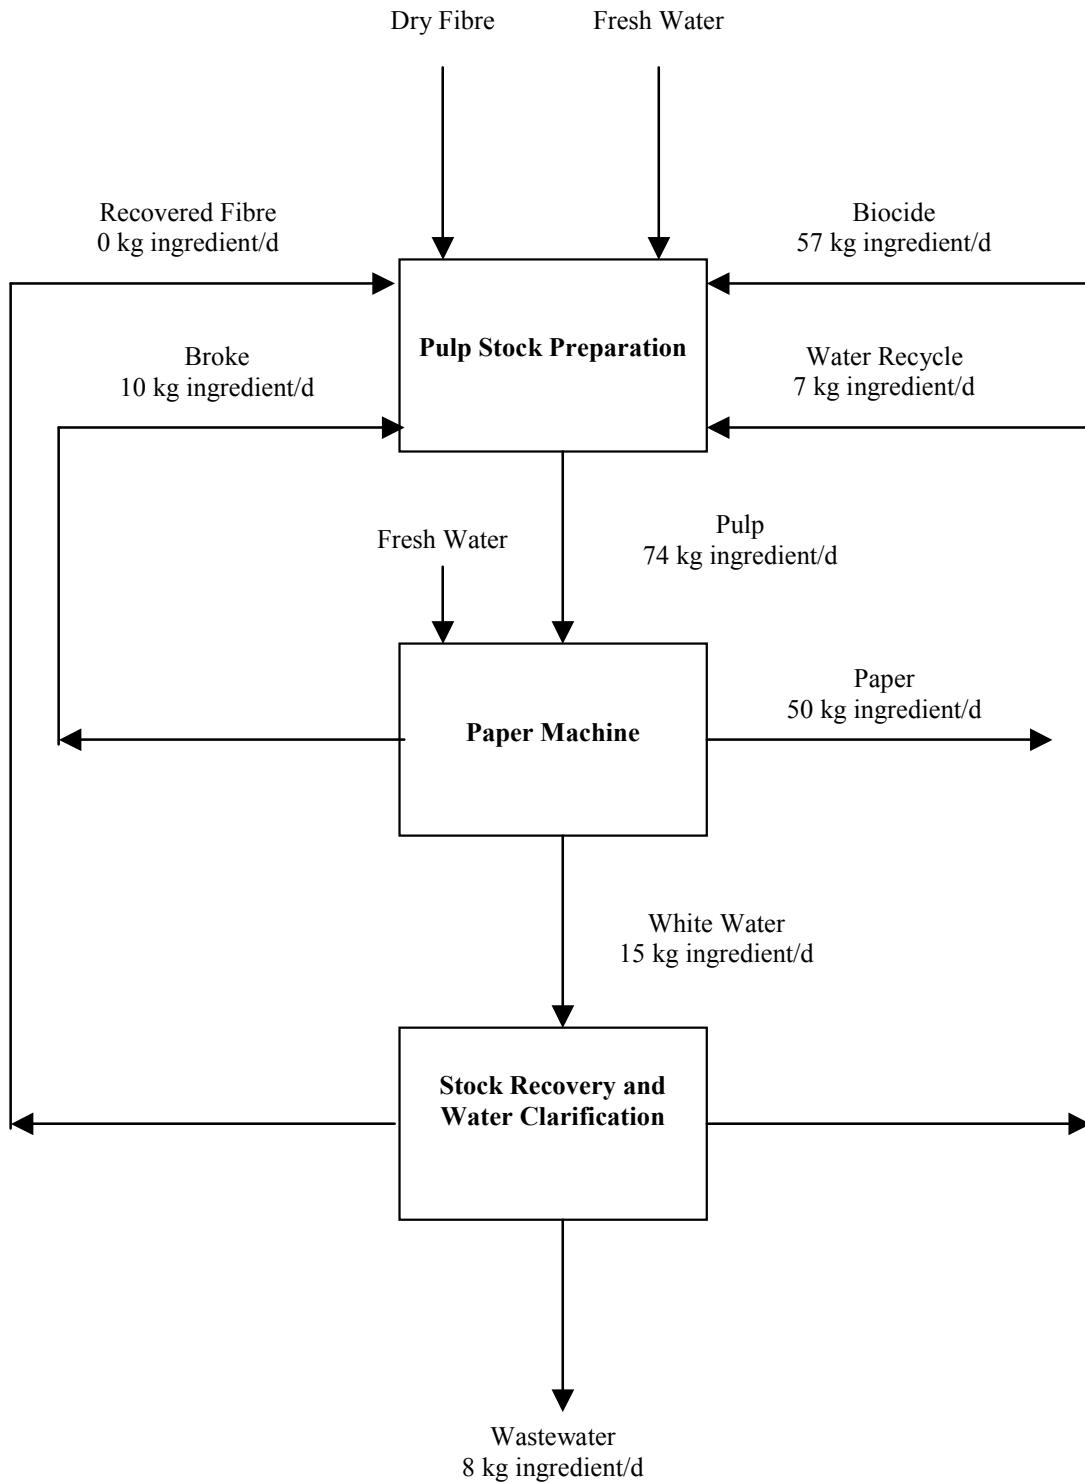 Dry Fibre
Fresh Water
Recovered Fibre
0 kg ingredient/d
Biocide
57 kg ingredient/d
Pulp Stock Preparation
Broke
10 kg ingredient/d
Water Recycle
7 kg ingredient/d
Fresh Water
Pulp
74 kg ingredient/d
Paper Machine
Paper
50 kg ingredient/d
White Water
15 kg ingredient/d
Stock Recovery and
Water Clarification
Wastewater
8 kg ingredient/d